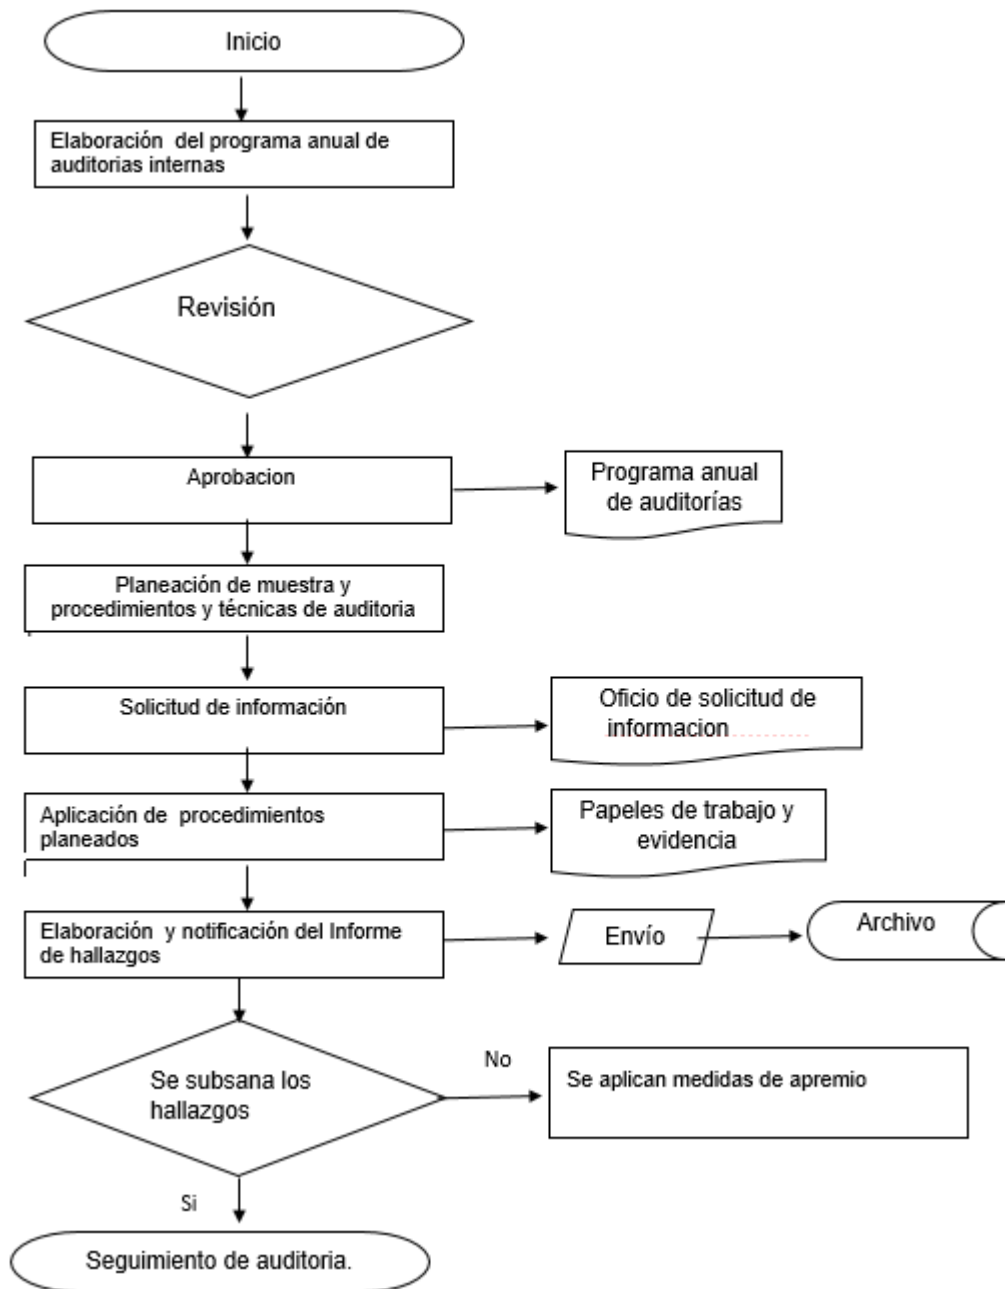 Inicio
Elaboración del programa anual de
auditorias internas
Revisión
Aprobacion
Programa anual
de auditorías
Planeación de muestra y
procedimientos y técnicas de auditoria
Solicitud de información
Oficio de solicitud de
informacion
Aplicación de procedimientos
planeados
Papeles de trabajo y
evidencia
Elaboración y notificación del Informe
de hallazgos
Envío
Archivo
Se subsana los
hallazgos
No
Se aplican medidas de apremio
Si
Seguimiento de auditoria.